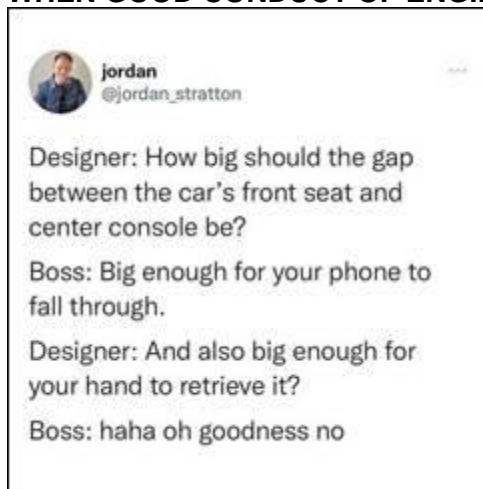 jordan
@jordan_stratton
Designer: How big should the gap
between the car's front seat and
center console be?
Boss: Big enough for your phone to
fall through.
Designer: And also big enough for
your hand to retrieve it?
Boss: haha oh goodness no